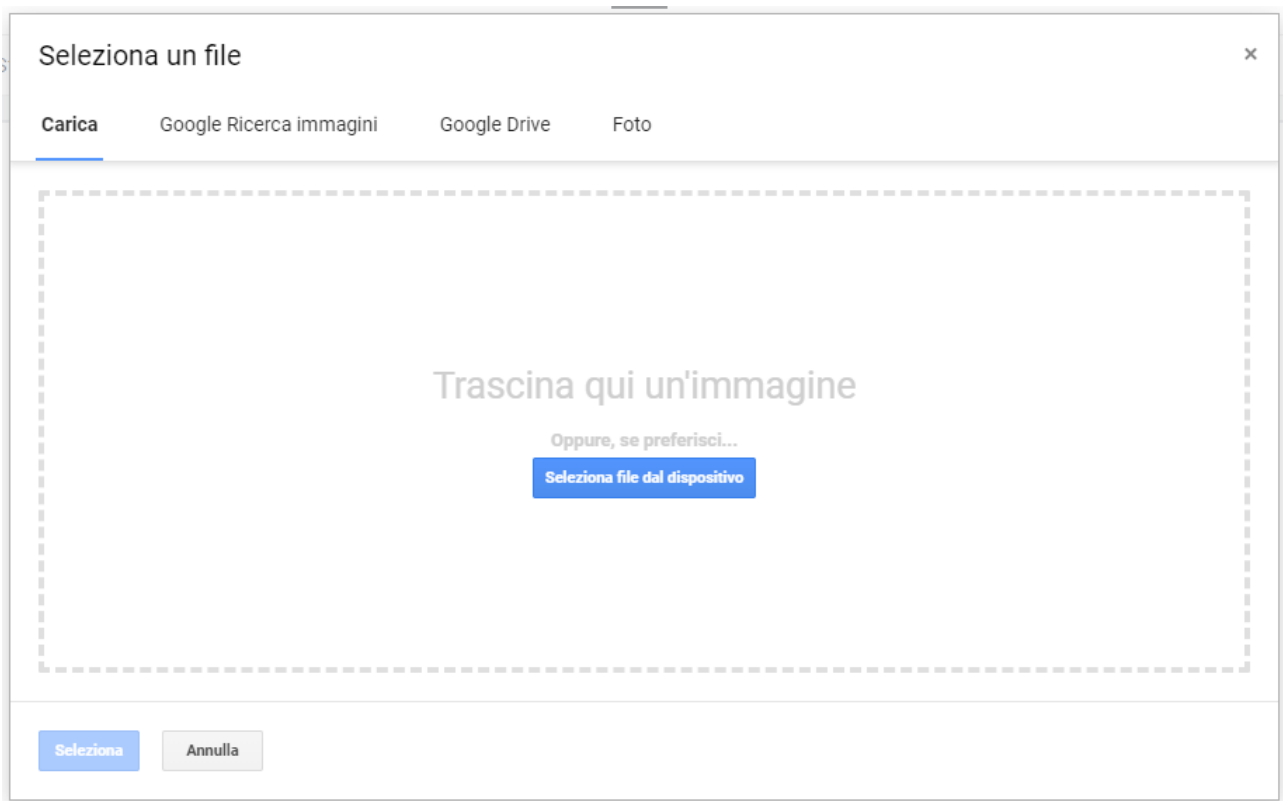 Seleziona un file
×
Carica Google Ricerca immagini Google Drive Foto
Trascina qui un'immagine
Oppure, se preferisci...
Seleziona file dal dispositivo
Seleziona Annulla